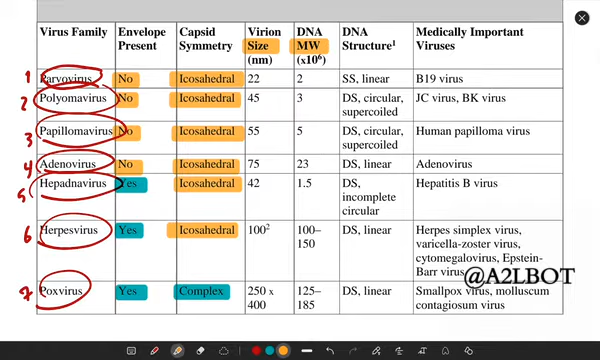 Virus Family Envelope Present Capsid Symmetry Virion Size (nm) DNA MW (x10⁶) DNA Structure¹ Medically Important Viruses
1 Parvovirus No Icosahedral 22 2 SS, linear B19 virus
2 Polyomavirus No Icosahedral 45 3 DS, circular, supercoiled JC virus, BK virus
3 Papillomavirus No Icosahedral 55 5 DS, circular, supercoiled Human papilloma virus
4 Adenovirus No Icosahedral 75 23 DS, linear Adenovirus
5 Hepadnavirus Yes Icosahedral 42 1.5 DS, incomplete circular Hepatitis B virus
6 Herpesvirus Yes Icosahedral 100² 100–150 DS, linear Herpes simplex virus, varicella-zoster virus, cytomegalovirus, Epstein-Barr virus
@A2LBOT
7 Poxvirus Yes Complex 250 x 400 125–185 DS, linear Smallpox virus, molluscum contagiosum virus